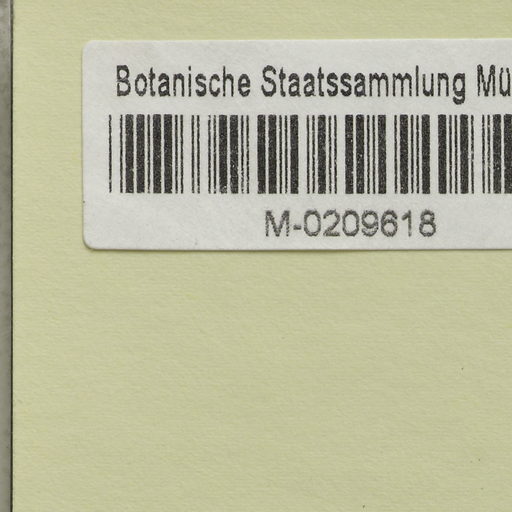 Botanische Staatssammlung Mü
M-0209618